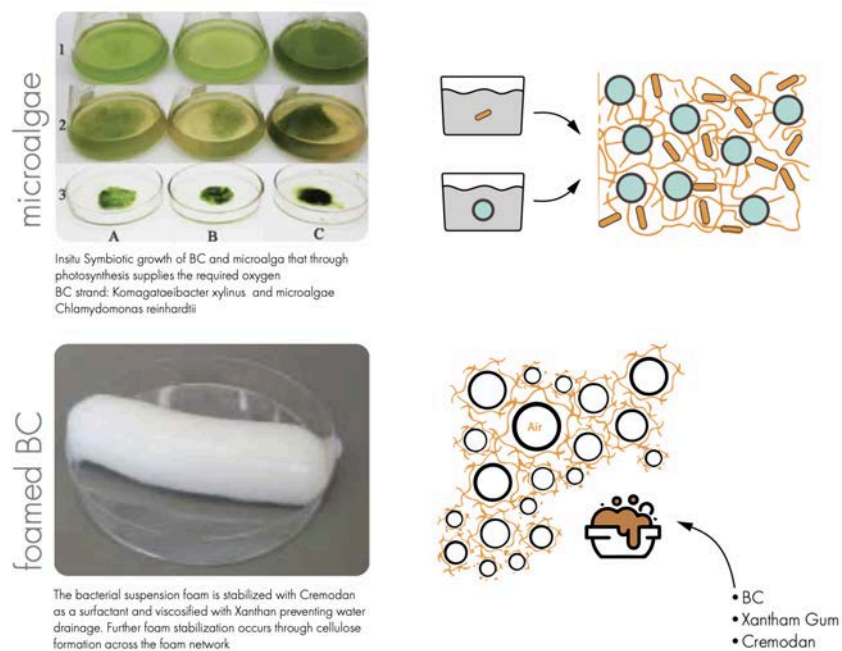 microalgae
1
2
3
A B C
Insitu Symbiotic growth of BC and microalga that through
photosynthesis supplies the required oxygen
BC strand: Komagataeibacter xylinus and microalgae
Chlamydomonas reinhardtii
foamed BC
Air
The bacterial suspension foam is stabilized with Cremodan
as a surfactant and viscosified with Xanthan preventing water
drainage. Further foam stabilization occurs through cellulose
formation across the foam network
• BC
• Xantham Gum
• Cremodan